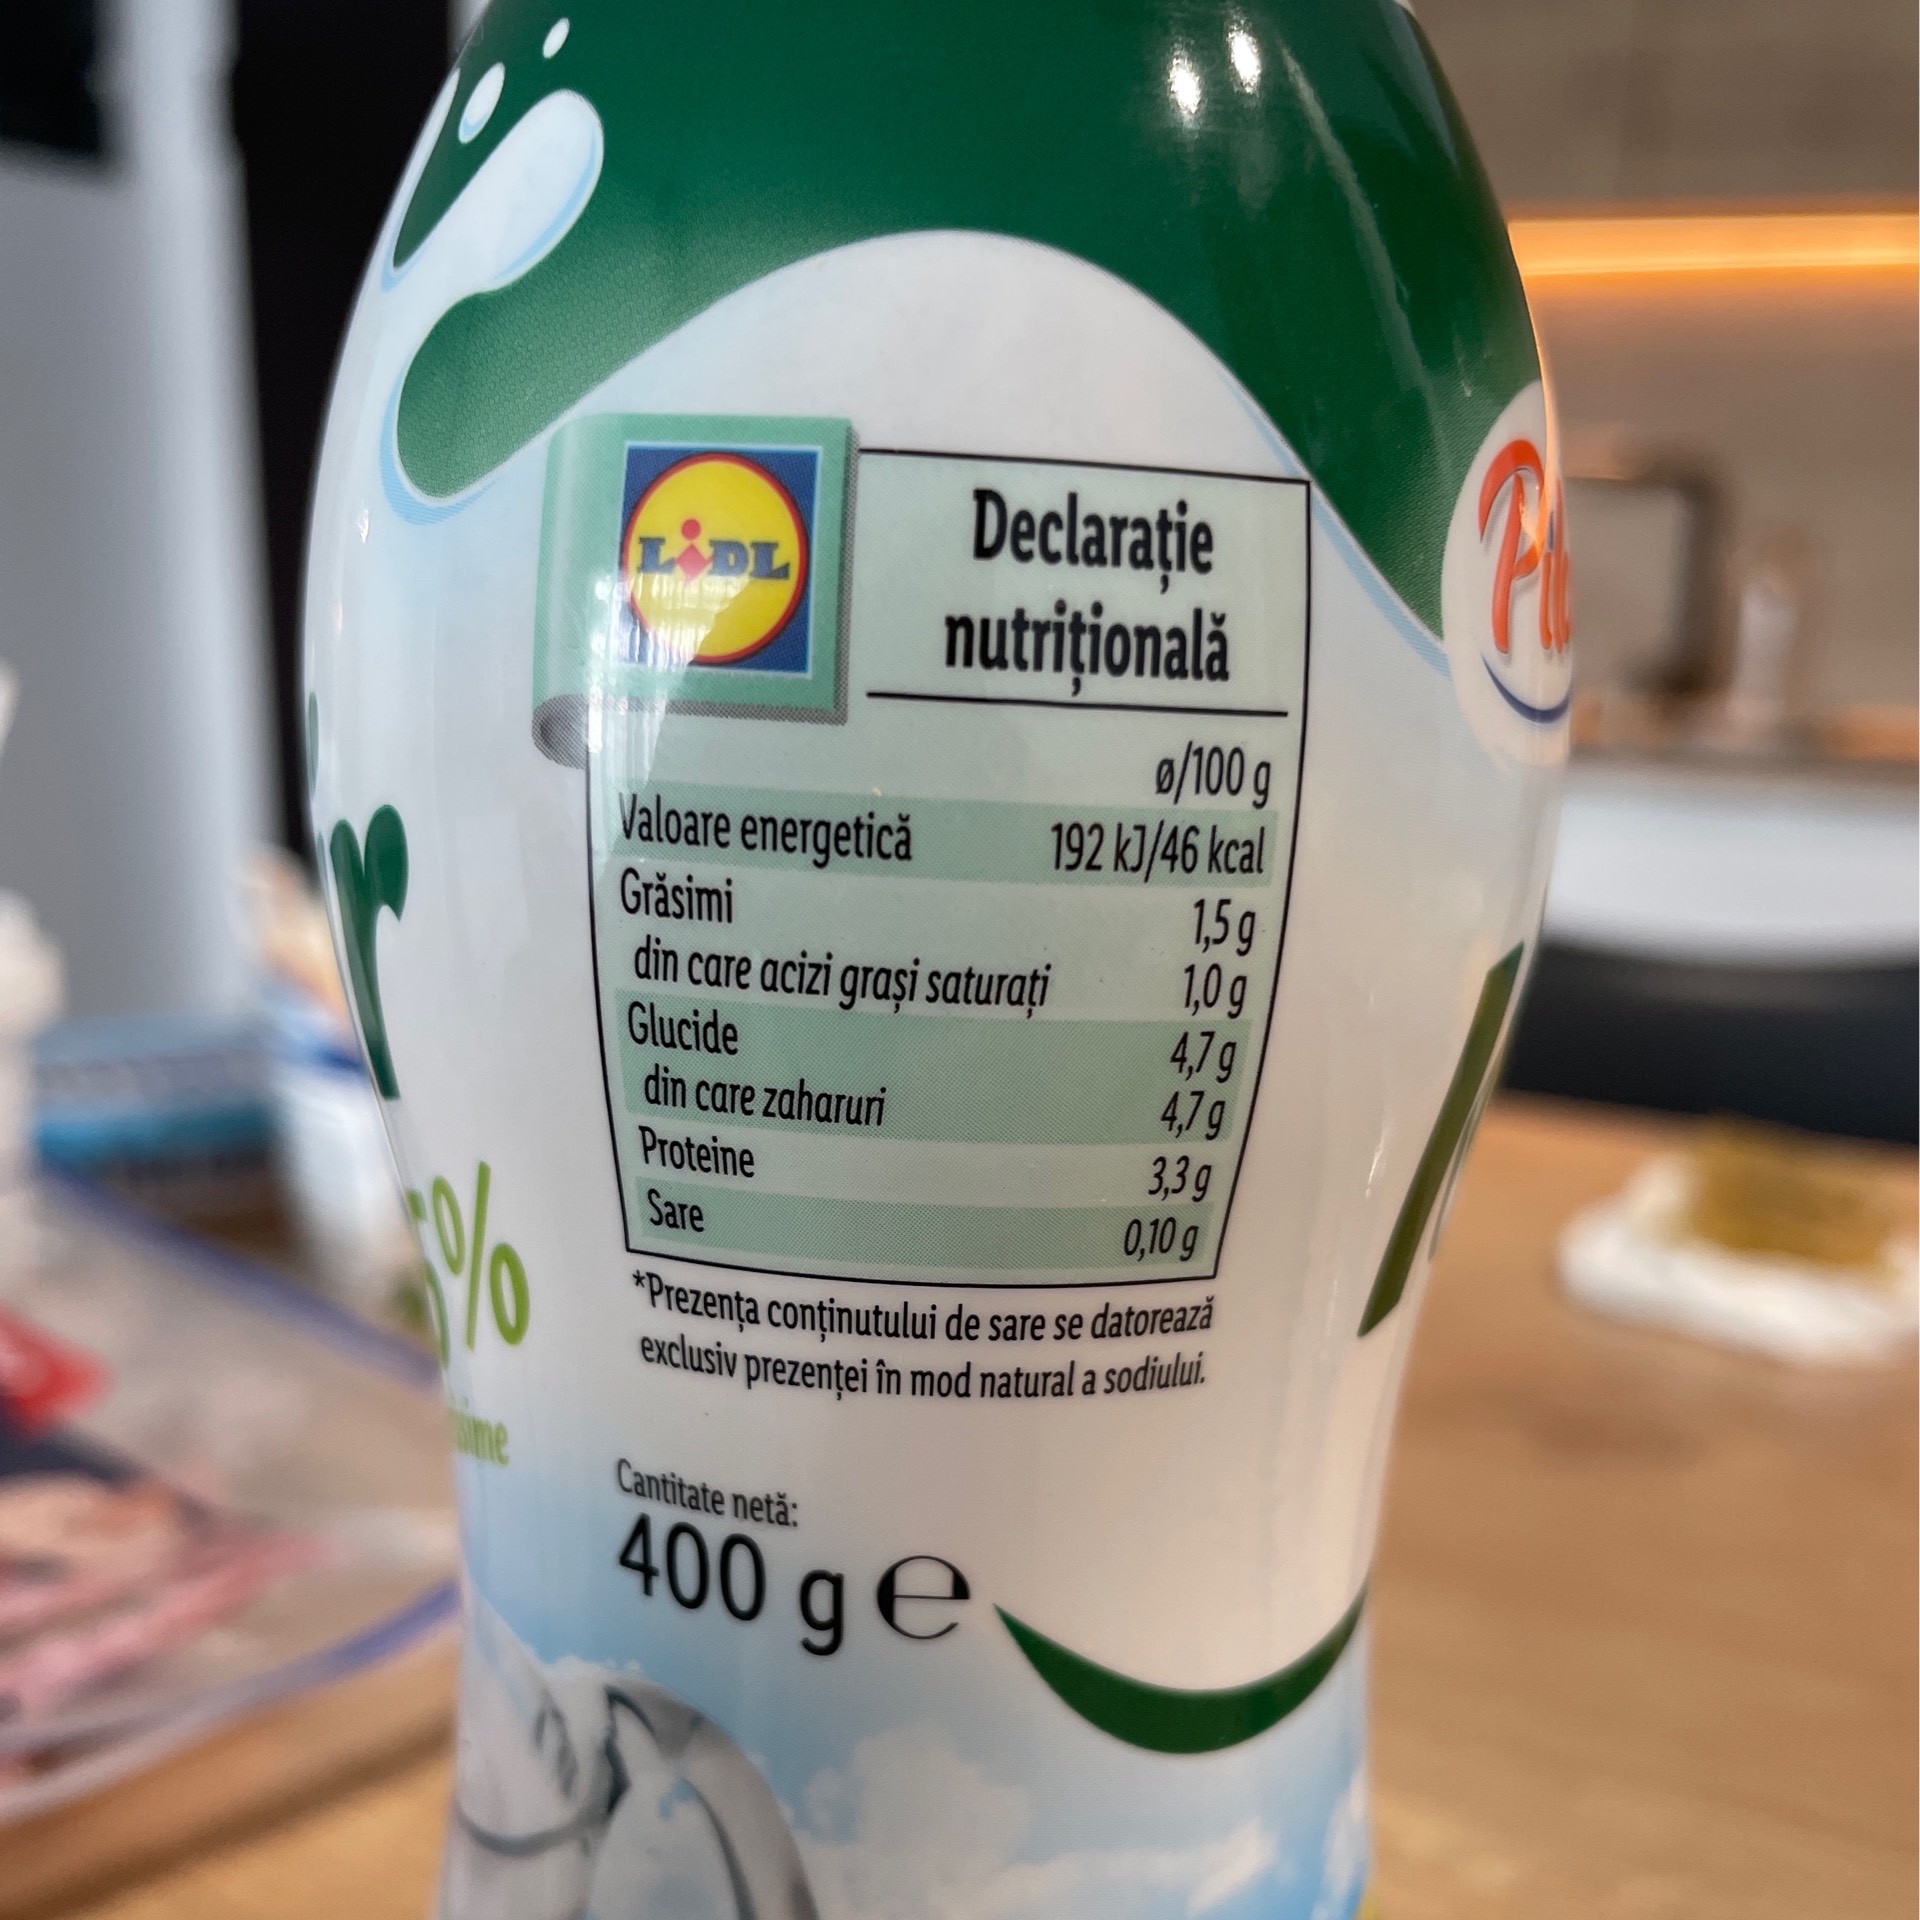 LIDL
Declarație
nutrițională
ø/100 g
Valoare energetică 192 kJ/46 kcal
Grăsimi 1,5 g
din care acizi grași saturați 1,0 g
Glucide 4,7 g
din care zaharuri 4,7 g
Proteine 3,3 g
Sare 0,10 g
*Prezența conținutului de sare se datorează
exclusiv prezenței în mod natural a sodiului.
Cantitate netă:
400 g e